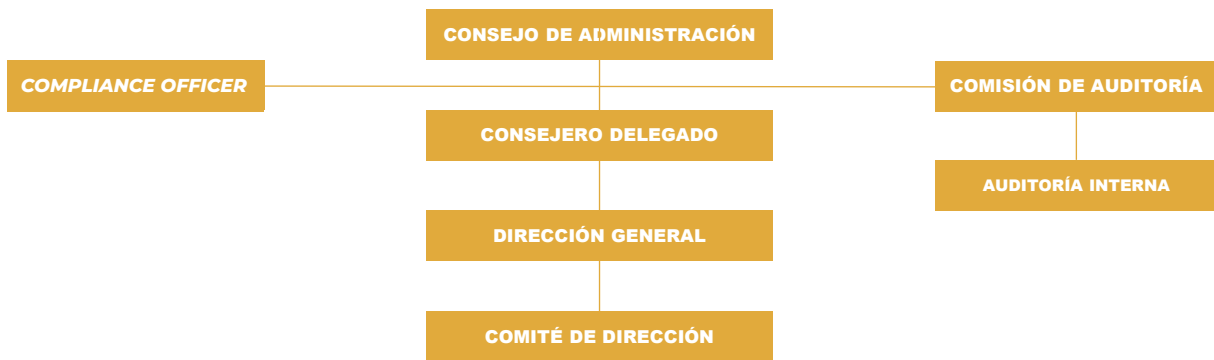 CONSEJO DE ADMINISTRACIÓN
COMPLIANCE OFFICER
COMISIÓN DE AUDITORÍA
CONSEJERO DELEGADO
AUDITORÍA INTERNA
DIRECCIÓN GENERAL
COMITÉ DE DIRECCIÓN